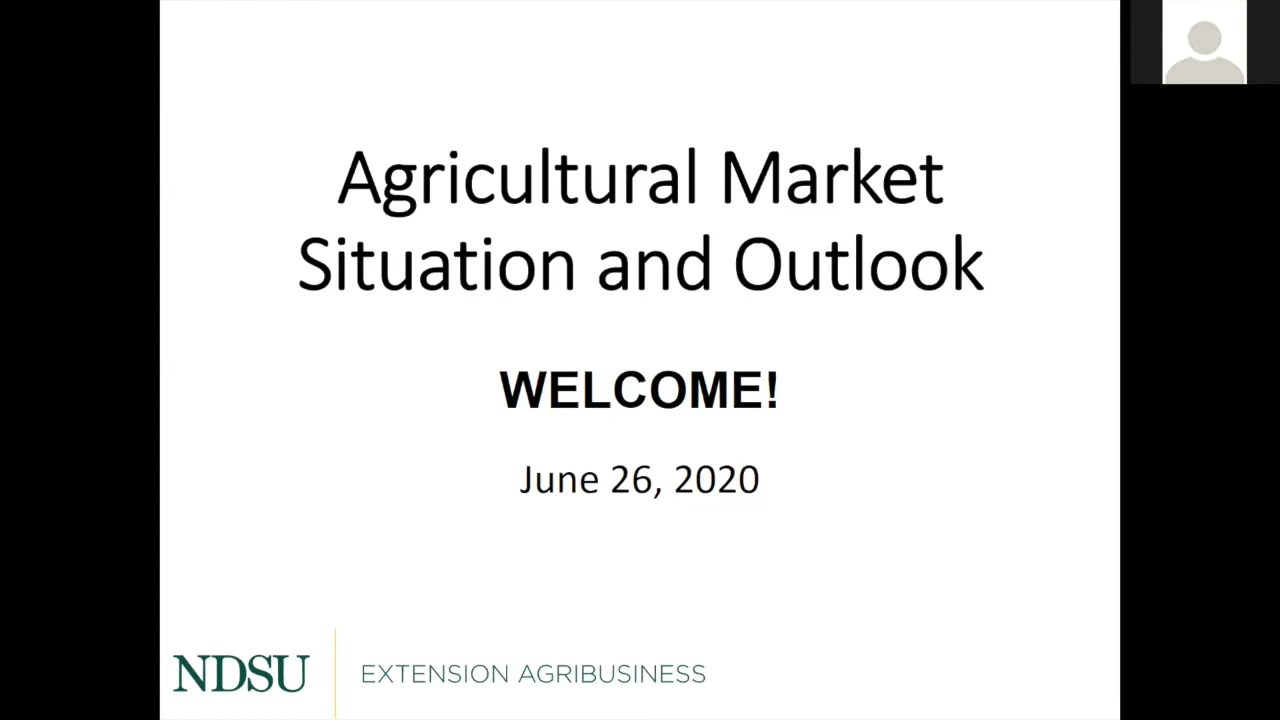 Agricultural Market
Situation and Outlook
WELCOME!
June 26, 2020
NDSU
EXTENSION AGRIBUSINESS